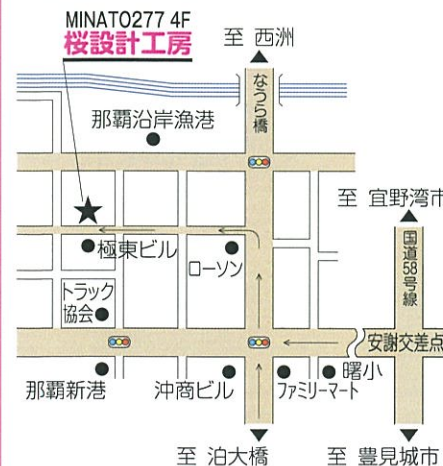 MINATO277 4F
桜設計工房
至 西洲
なうら橋
那覇沿岸漁港
至 宜野湾市
国道58号線
極東ビル
ローソン
トラック
協会
安謝交差点
曙小
那覇新港
沖商ビル
ファミリーマート
至 泊大橋
至 豊見城市